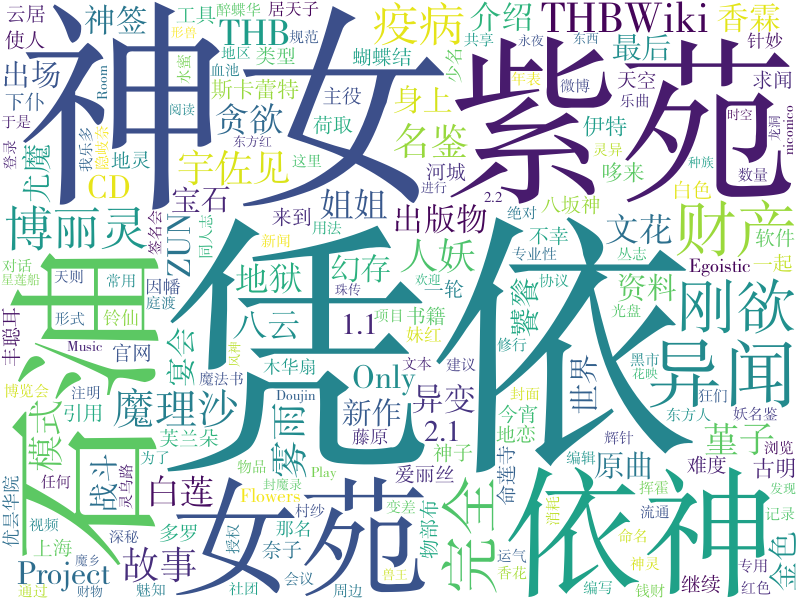 云居
使人
神签
工具
THB
类型
形兽
规范
醉蝶华
居天子
地区
血池
疫病
介绍
共享
永夜
THBWiki
东西
香霖
针妙
少名
年表
出场
下仆
水蜜
Room
斯卡蕾特
蝴蝶结
神女
紫苑
最后
求闻
天空
微博
乐曲
于是
阅读
主役
贪欲
荷取
身上
名鉴
伊特
灵异
时空
龙洞
niconico
登录
我乐多
东方红
这里
尤魔
地灵
宇佐见
CD
进行
河城
哆来
种族
白色
数量
2.2
宝石
姐姐
博丽灵
ZUN
签名会
同人志
来到
出版物
八坂神
绝对
文花
财产
软件
新闻
用法
人妖
不幸
专业性
丛志
Egoistic
一起
对话
星莲船
天则
常用
因幡
庭渡
地狱
幻存
欢迎
珠传
一轮
协议
资料
光盘
石油
凭依
刚欲
异闻
丰聪耳
形式
铃仙
宴会
八云
1.1
项目
书籍
妹红
饕餮
修行
Music
官网
风神
木华扇
文本
建议
黑市
花映
博览会
注明
魔法书
Only
封面
世界
狂们
东方人
妖名鉴
模式
引用
魔理沙
Doujin
新作
异变
今宵
芙兰朵
雾雨
藤原
2.1
地恋
辉针
堇子
浏览
古明
任何
为了
战斗
灵乌路
白莲
物品
Play
神子
爱丽丝
命莲寺
编辑
原曲
难度
优昙华院
视频
深秘
多罗
Flowers
封魔录
变差
村纱
物部布
完全
消耗
依神
挥霍
流通
发现
记录
上海
女苑
那名
授权
奈子
运气
香花
命名
神灵
专用
金色
Project
故事
通过
财物
魔乡
魅知
社团
会议
周边
兽王
编写
钱财
继续
红色